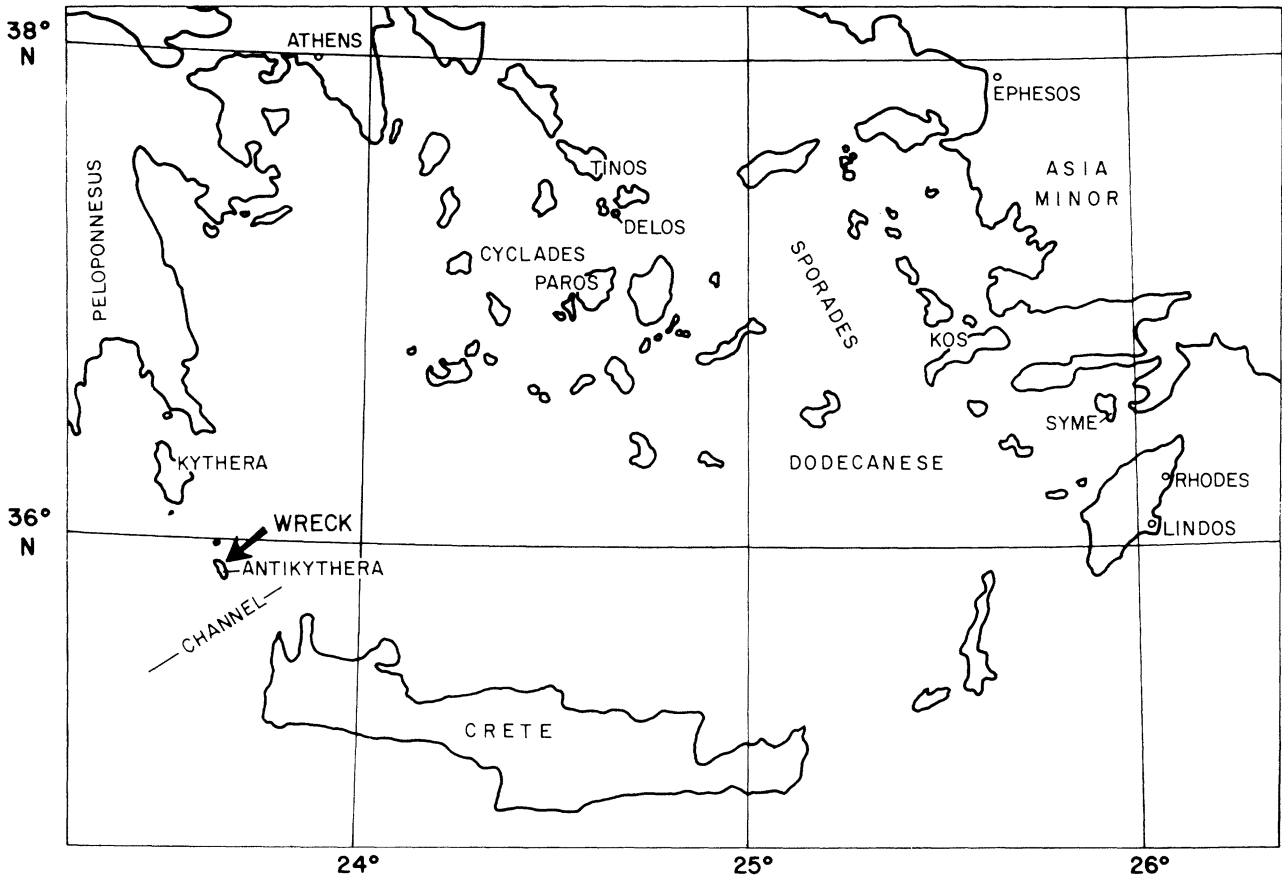 38°
N
ATHENS
EPHESOS
PELOPONNESUS
TINOS
ASIA
MINOR
DELOS
CYCLADES
PAROS
SPORADES
KOS
SYME
KYTHERA
DODECANESE
RHODES
36°
N
WRECK
LINDOS
ANTIKYTHERA
CHANNEL
CRETE
24°
25°
26°